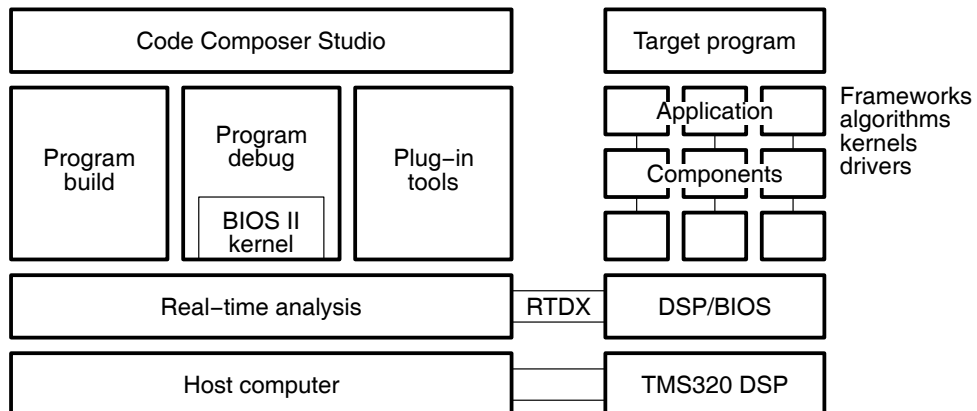 Code Composer Studio
Target program
Program
build
Program
debug
BIOS II
kernel
Plug−in
tools
Application
Components
Frameworks
algorithms
kernels
drivers
Real−time analysis
RTDX
DSP/BIOS
Host computer
TMS320 DSP